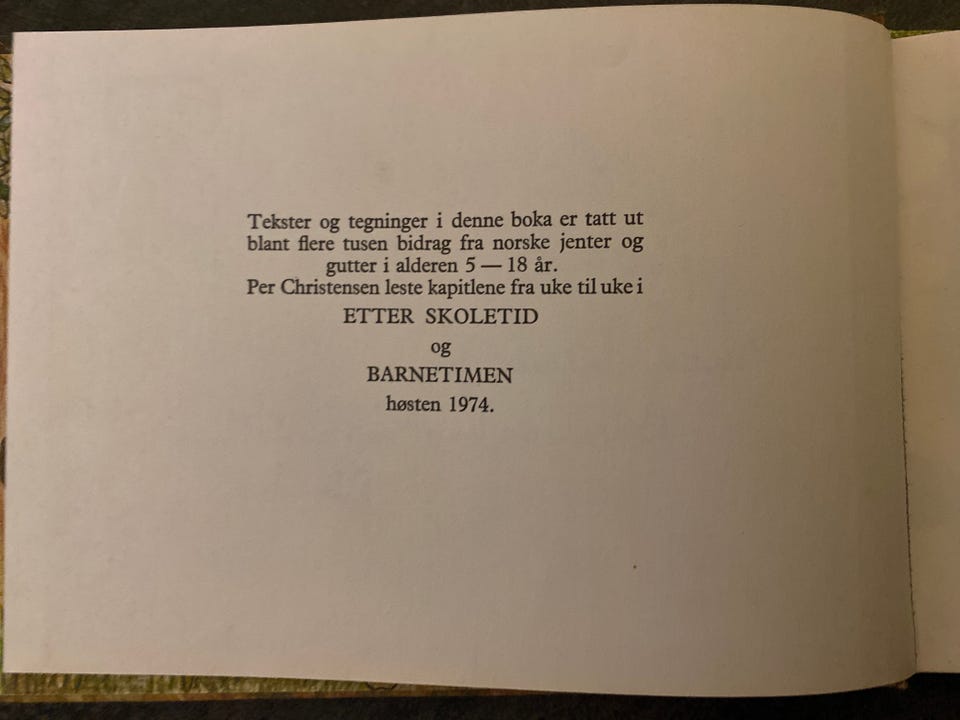 Tekster og tegninger i denne boka er tatt ut
blant flere tusen bidrag fra norske jenter og
gutter i alderen 5 — 18 år.
Per Christensen leste kapitlene fra uke til uke i
ETTER SKOLETID
og
BARNETIMEN
høsten 1974.